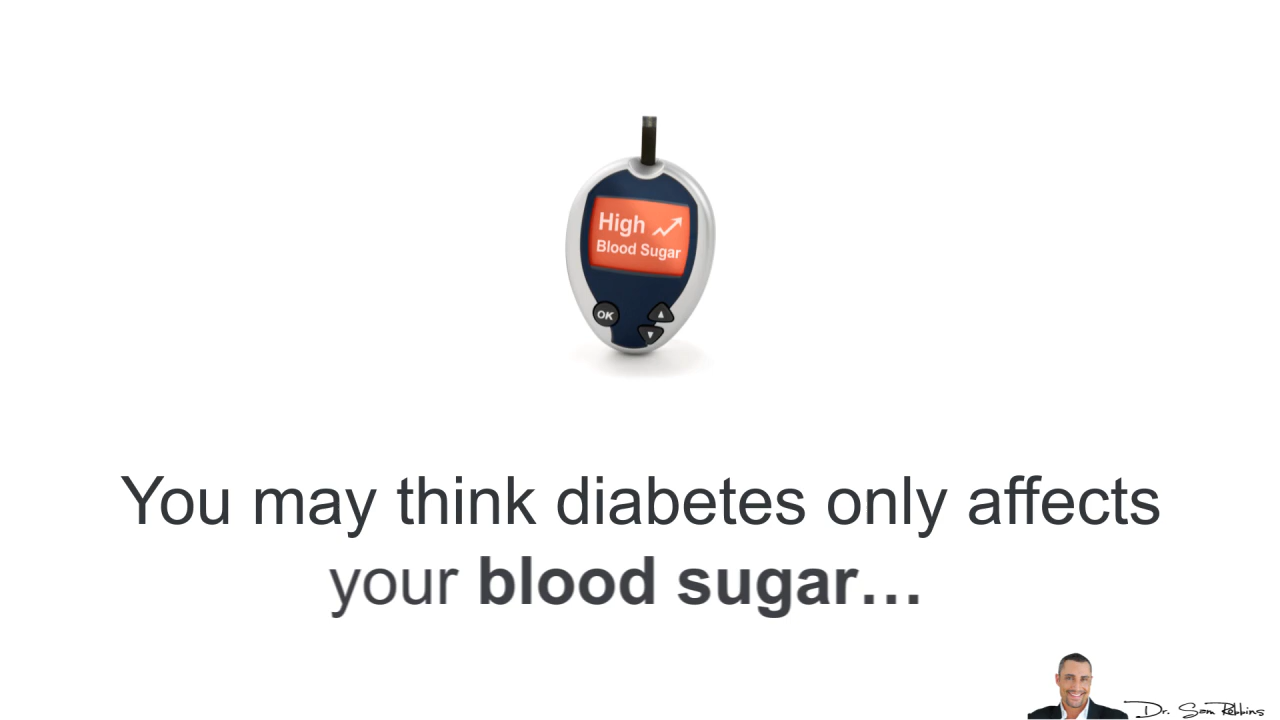 High
Blood Sugar
OK
You may think diabetes only affects
your blood sugar…
Dr. Sam Robbins